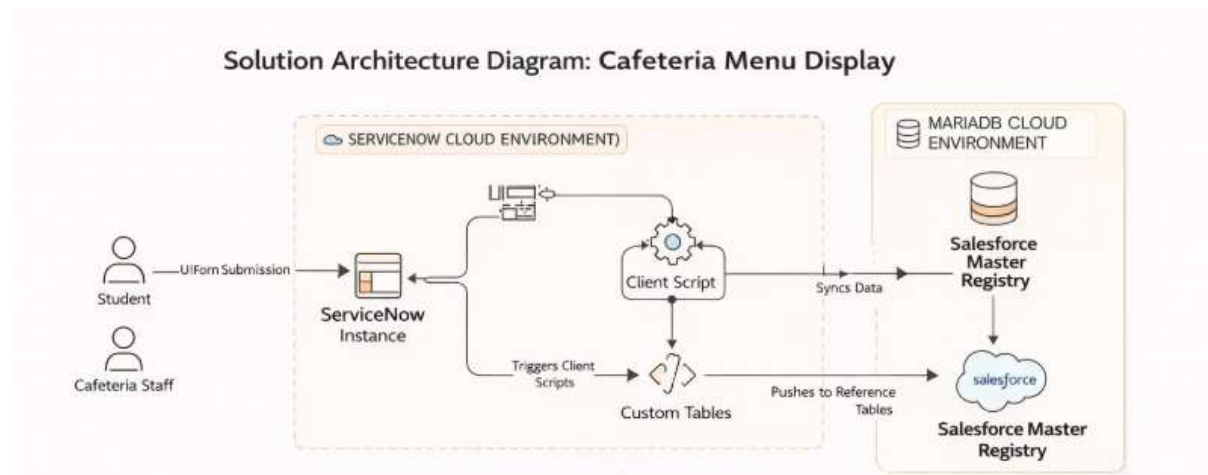 Solution Architecture Diagram: Cafeteria Menu Display
SERVICENOW CLOUD ENVIRONMENT)
MARIADB CLOUD
ENVIRONMENT
UI
Student
UIForn Submission
ServiceNow
Instance
Cafeteria Staff
Client Script
Syncs Data
Salesforce
Master
Registry
Triggers Client
Scripts
Custom Tables
Pushes to Reference
Tables
salesforce
Salesforce Master
Registry